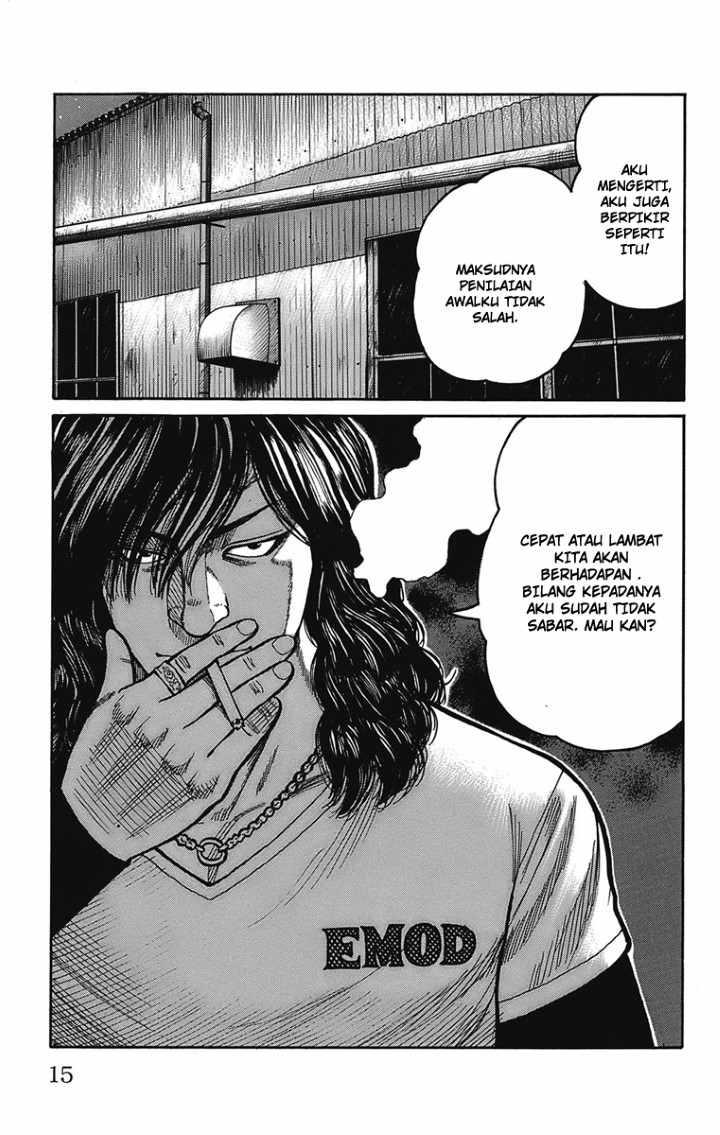 AKU
MENGERTI,
AKU JUGA
BERPIKIR
SEPERTI
ITU!
MAKSUDNYA
PENILAIAN
AWALKU TIDAK
SALAH.
CEPAT ATAU LAMBAT
KITA AKAN
BERHADAPAN .
BILANG KEPADANYA
AKU SUDAH TIDAK
SABAR. MAU KAN?
EMOD
15